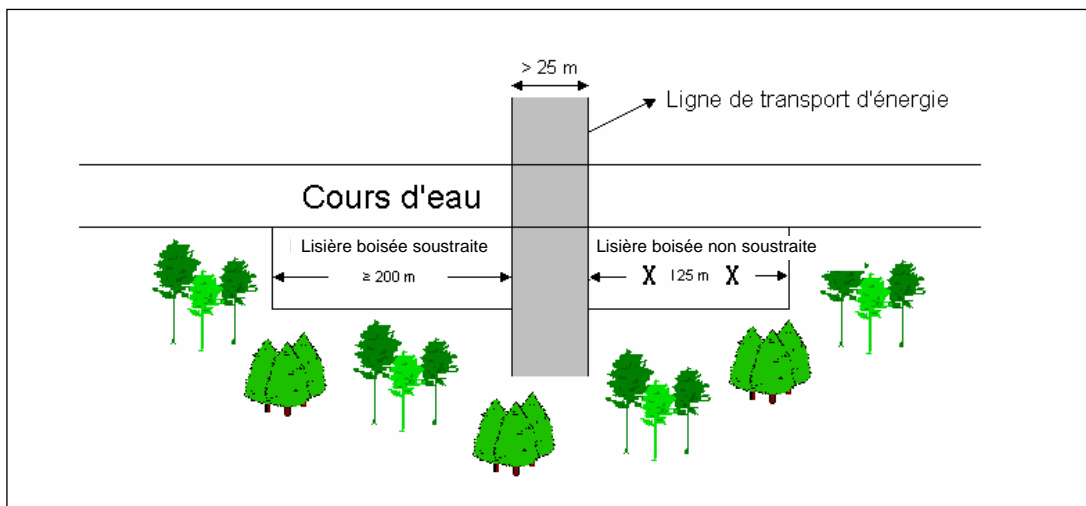 > 25 m
Ligne de transport d'énergie
Cours d'eau
Lisière boisée soustraite
Lisière boisée non soustraite
≥ 200 m
X 125 m X